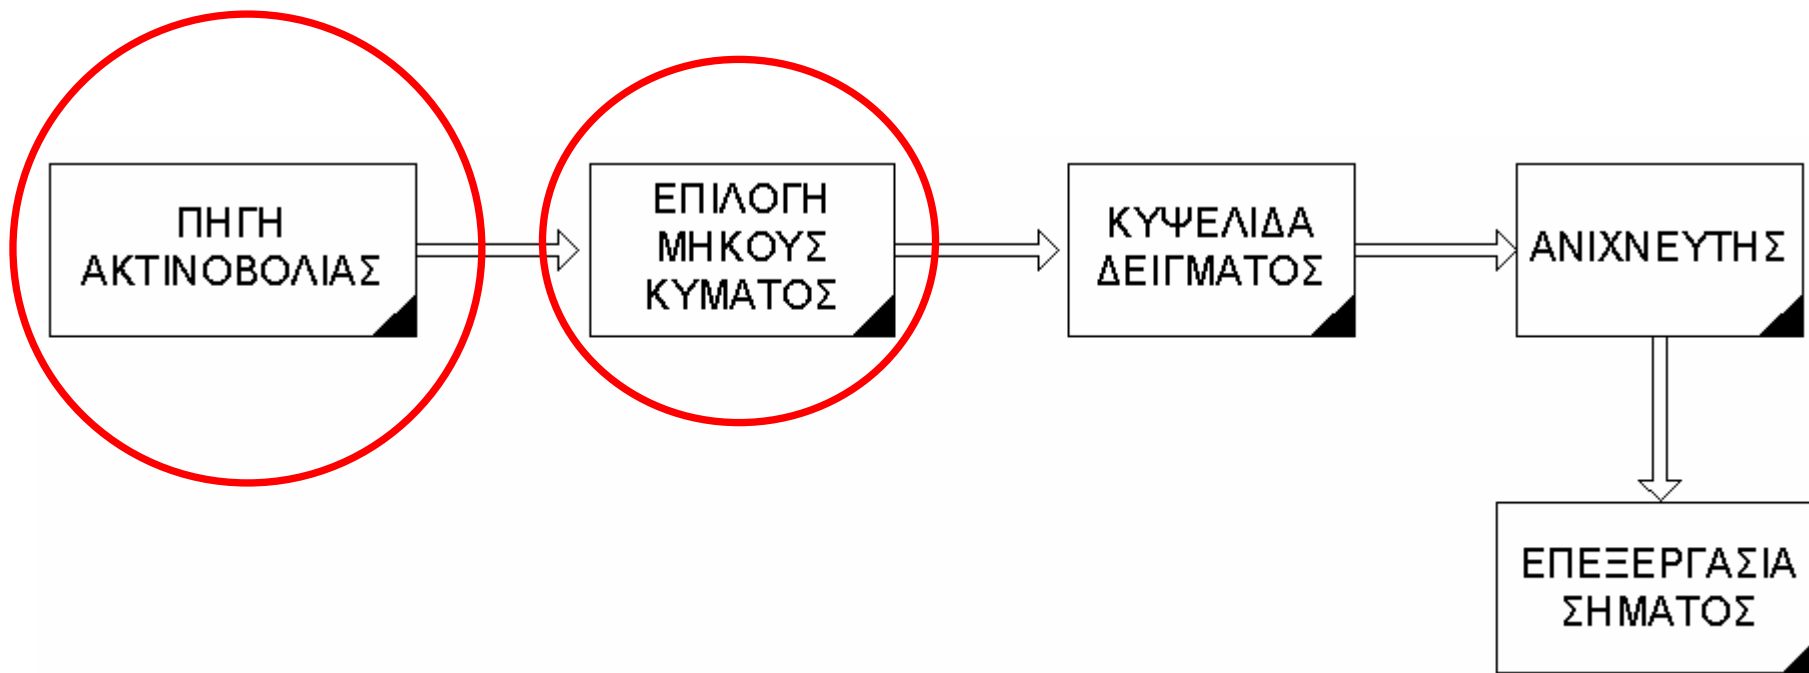 ΠΗΓΗ
ΑΚΤΙΝΟΒΟΛΙΑΣ
ΕΠΙΛΟΓΗ
ΜΗΚΟΥΣ
ΚΥΜΑΤΟΣ
ΚΥΨΕΛΙΔΑ
ΔΕΙΓΜΑΤΟΣ
ΑΝΙΧΝΕΥΤΗΣ
ΕΠΕΞΕΡΓΑΣΙΑ
ΣΗΜΑΤΟΣ